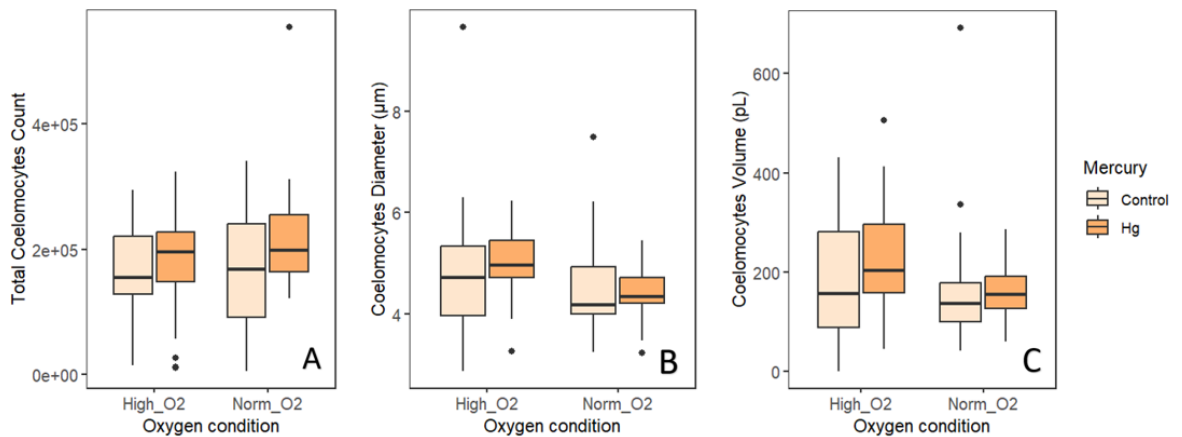 Total Coelomocytes Count
4e+05
2e+05
0e+00
High_O2
Norm_O2
Oxygen condition
A
Coelomocytes Diameter (µm)
8
6
4
High_O2
Norm_O2
Oxygen condition
B
Coelomocytes Volume (pL)
600
400
200
0
High_O2
Norm_O2
Oxygen condition
C
Mercury
Control
Hg